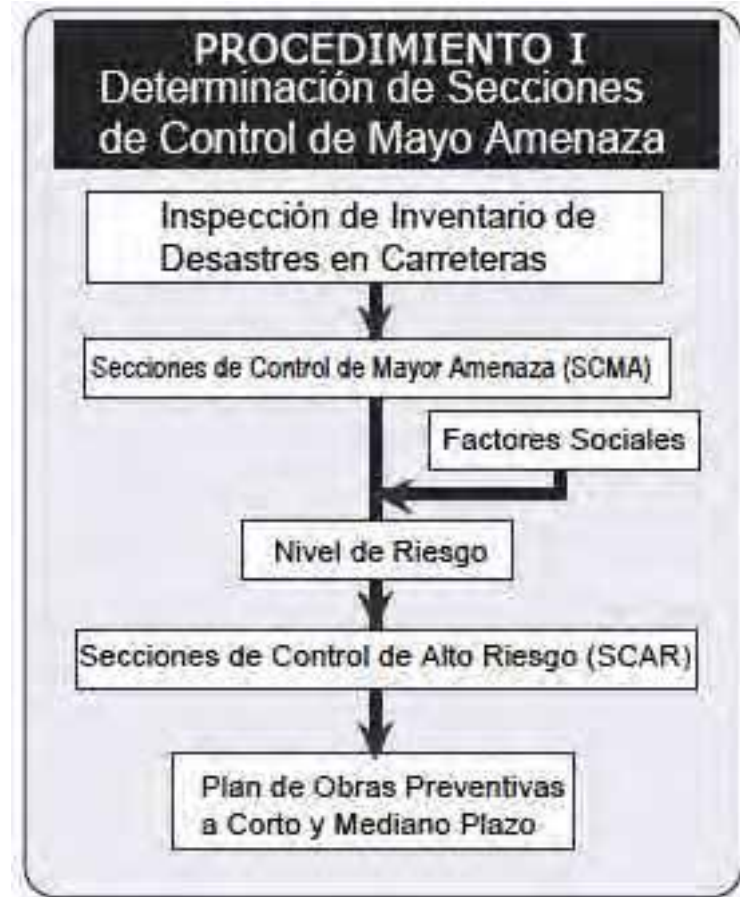 PROCEDIMIENTO I
Determinación de Secciones
de Control de Mayo Amenaza
Inspección de Inventario de
Desastres en Carreteras
Secciones de Control de Mayor Amenaza (SCMA)
Factores Sociales
Nivel de Riesgo
Secciones de Control de Alto Riesgo (SCAR)
Plan de Obras Preventivas
a Corto y Mediano Plazo